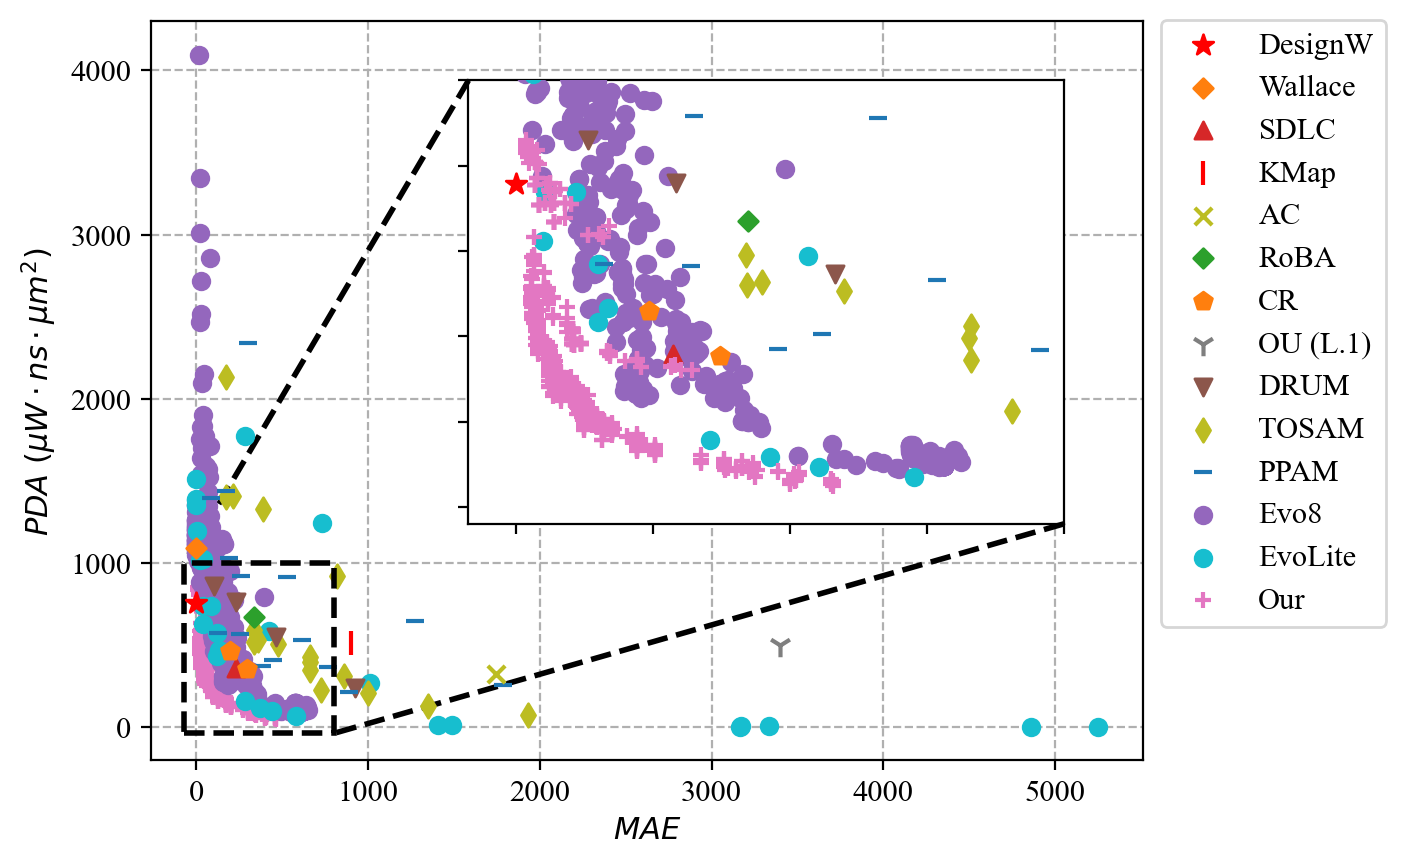 4000
3000
2000
1000
0
0
1000
2000
3000
4000
5000
PDA (μW · ns · μm²)
MAE
DesignW
Wallace
SDLC
KMap
AC
RoBA
CR
OU (L.1)
DRUM
TOSAM
PPAM
Evo8
EvoLite
Our